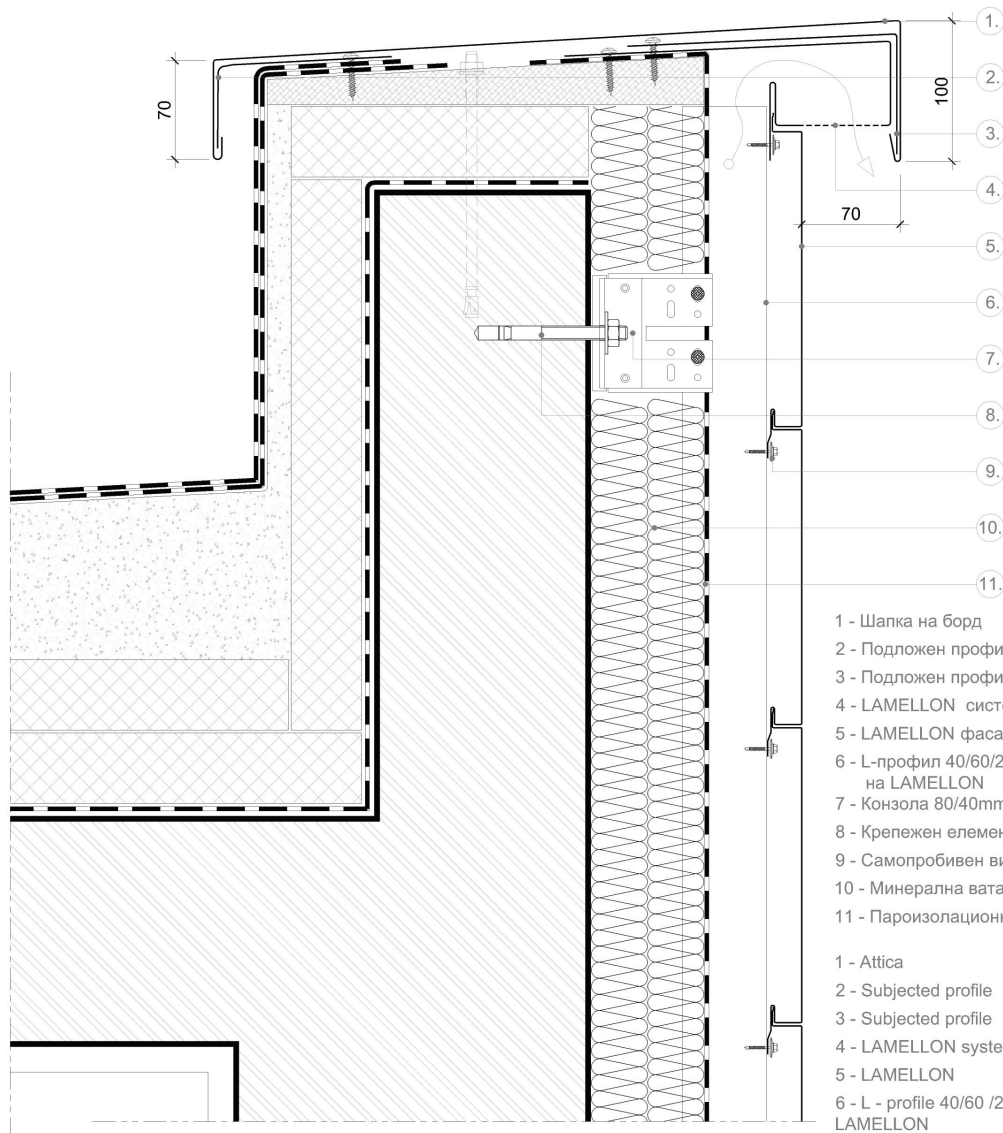 1.
70
2.
100
3.
4.
70
5.
6.
7.
8.
9.
10.
11.
1 - Шапка на борд
2 - Подложен профи
3 - Подложен профи
4 - LAMELLON сист
5 - LAMELLON фаса
6 - L-профил 40/60/2
на LAMELLON
7 - Конзола 80/40mm
8 - Крепежен елемен
9 - Самопробивен ви
10 - Минерална вата
11 - Пароизолацион
1 - Attica
2 - Subjected profile
3 - Subjected profile
4 - LAMELLON syste
5 - LAMELLON
6 - L - profile 40/60 /2
LAMELLON